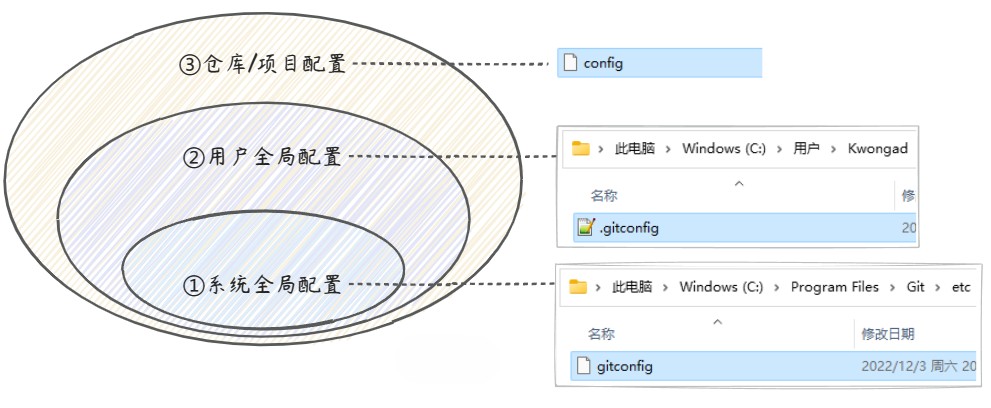 ③仓库/项目配置
config
②用户全局配置
此电脑 › Windows (C:) › 用户 › Kwongad
名称 修
.gitconfig 20
①系统全局配置
此电脑 › Windows (C:) › Program Files › Git › etc
名称 修改日期
gitconfig 2022/12/3 周六 20